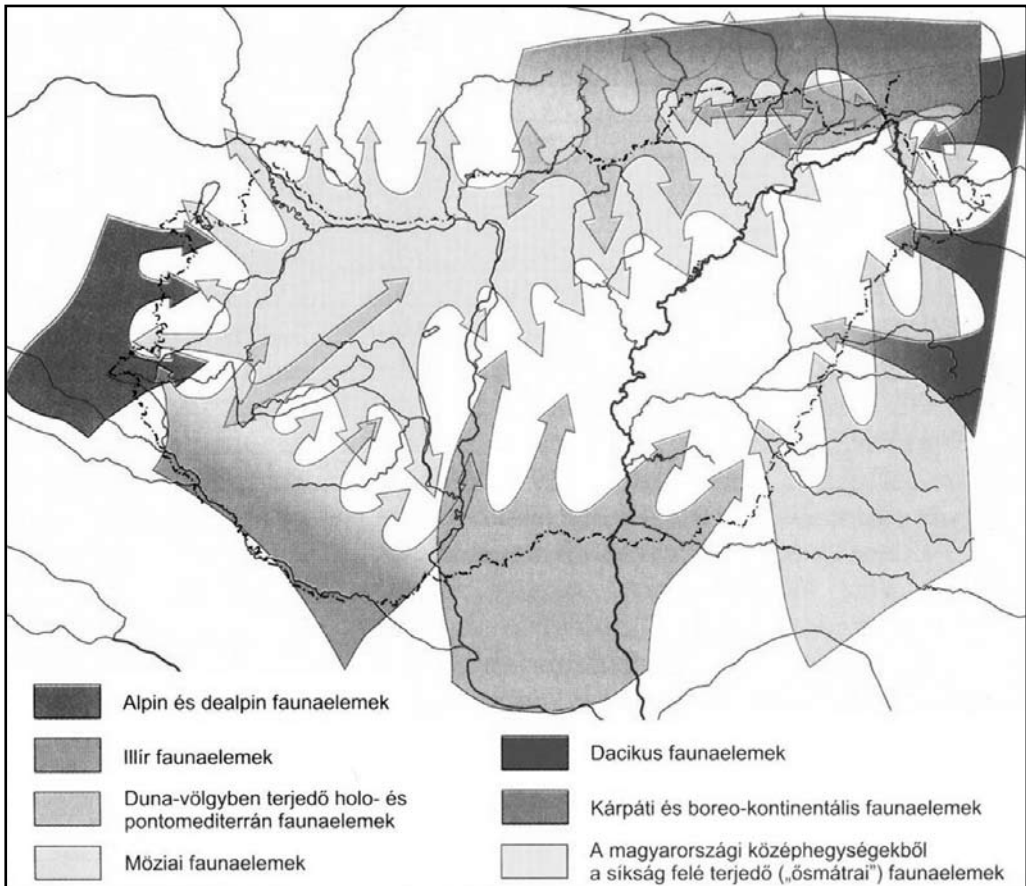 Alpin és dealpin faunaelemek
Illír faunaelemek
Duna-völgyben terjedő holo- és
pontomediterrán faunaelemek
Möziai faunaelemek
Dacikus faunaelemek
Kárpáti és boreo-kontinentális faunaelemek
A magyarországi középhegységekből
a síkság felé terjedő („ősmátrai”) faunaelemek